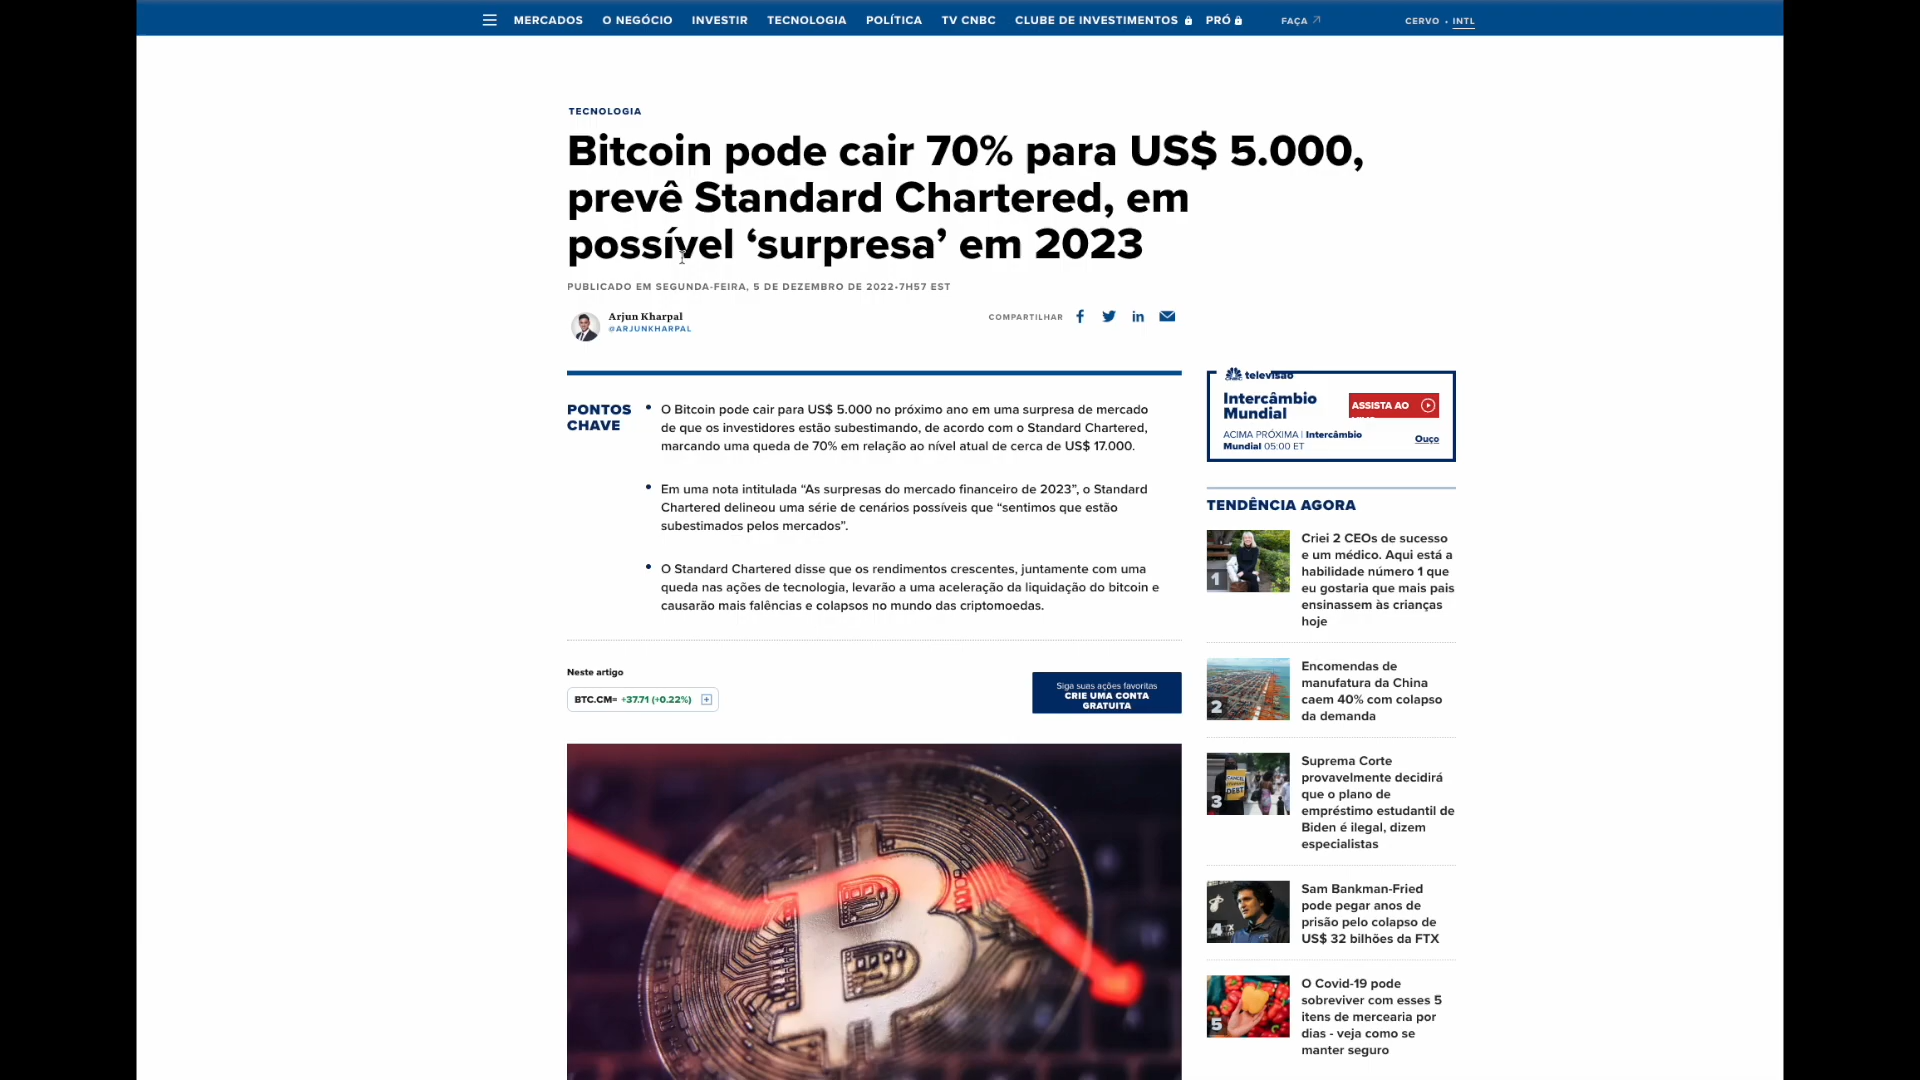 MERCADOS O NEGÓCIO INVESTIR TECNOLOGIA POLÍTICA TV CNBC CLUBE DE INVESTIMENTOS PRÓ FAÇA CERVO • INTL
TECNOLOGIA
Bitcoin pode cair 70% para US$ 5.000,
prevê Standard Chartered, em
possível ‘surpresa’ em 2023
PUBLICADO EM SEGUNDA-FEIRA, 5 DE DEZEMBRO DE 2022•7H57 EST
Arjun Kharpal
@ARJUNKHARPAL
COMPARTILHAR
PONTOS
CHAVE
O Bitcoin pode cair para US$ 5.000 no próximo ano em uma surpresa de mercado
de que os investidores estão subestimando, de acordo com o Standard Chartered,
marcando uma queda de 70% em relação ao nível atual de cerca de US$ 17.000.
Em uma nota intitulada “As surpresas do mercado financeiro de 2023”, o Standard
Chartered delineou uma série de cenários possíveis que “sentimos que estão
subestimados pelos mercados”.
O Standard Chartered disse que os rendimentos crescentes, juntamente com uma
queda nas ações de tecnologia, levarão a uma aceleração da liquidação do bitcoin e
causarão mais falências e colapsos no mundo das criptomoedas.
Neste artigo
BTC.CM= +37.71 (+0.22%)
Siga suas ações favoritas
CRIE UMA CONTA
GRATUITA
televisão
Intercâmbio
Mundial
ASSISTA AO
ACIMA PRÓXIMA | Intercâmbio
Mundial 05:00 ET
Ouço
TENDÊNCIA AGORA
1
Criei 2 CEOs de sucesso
e um médico. Aqui está a
habilidade número 1 que
eu gostaria que mais pais
ensinassem às crianças
hoje
2
Encomendas de
manufatura da China
caem 40% com colapso
da demanda
3
CANCEL
DEBT
Suprema Corte
provavelmente decidirá
que o plano de
empréstimo estudantil de
Biden é ilegal, dizem
especialistas
4
Sam Bankman-Fried
pode pegar anos de
prisão pelo colapso de
US$ 32 bilhões da FTX
5
O Covid-19 pode
sobreviver com esses 5
itens de mercearia por
dias - veja como se
manter seguro